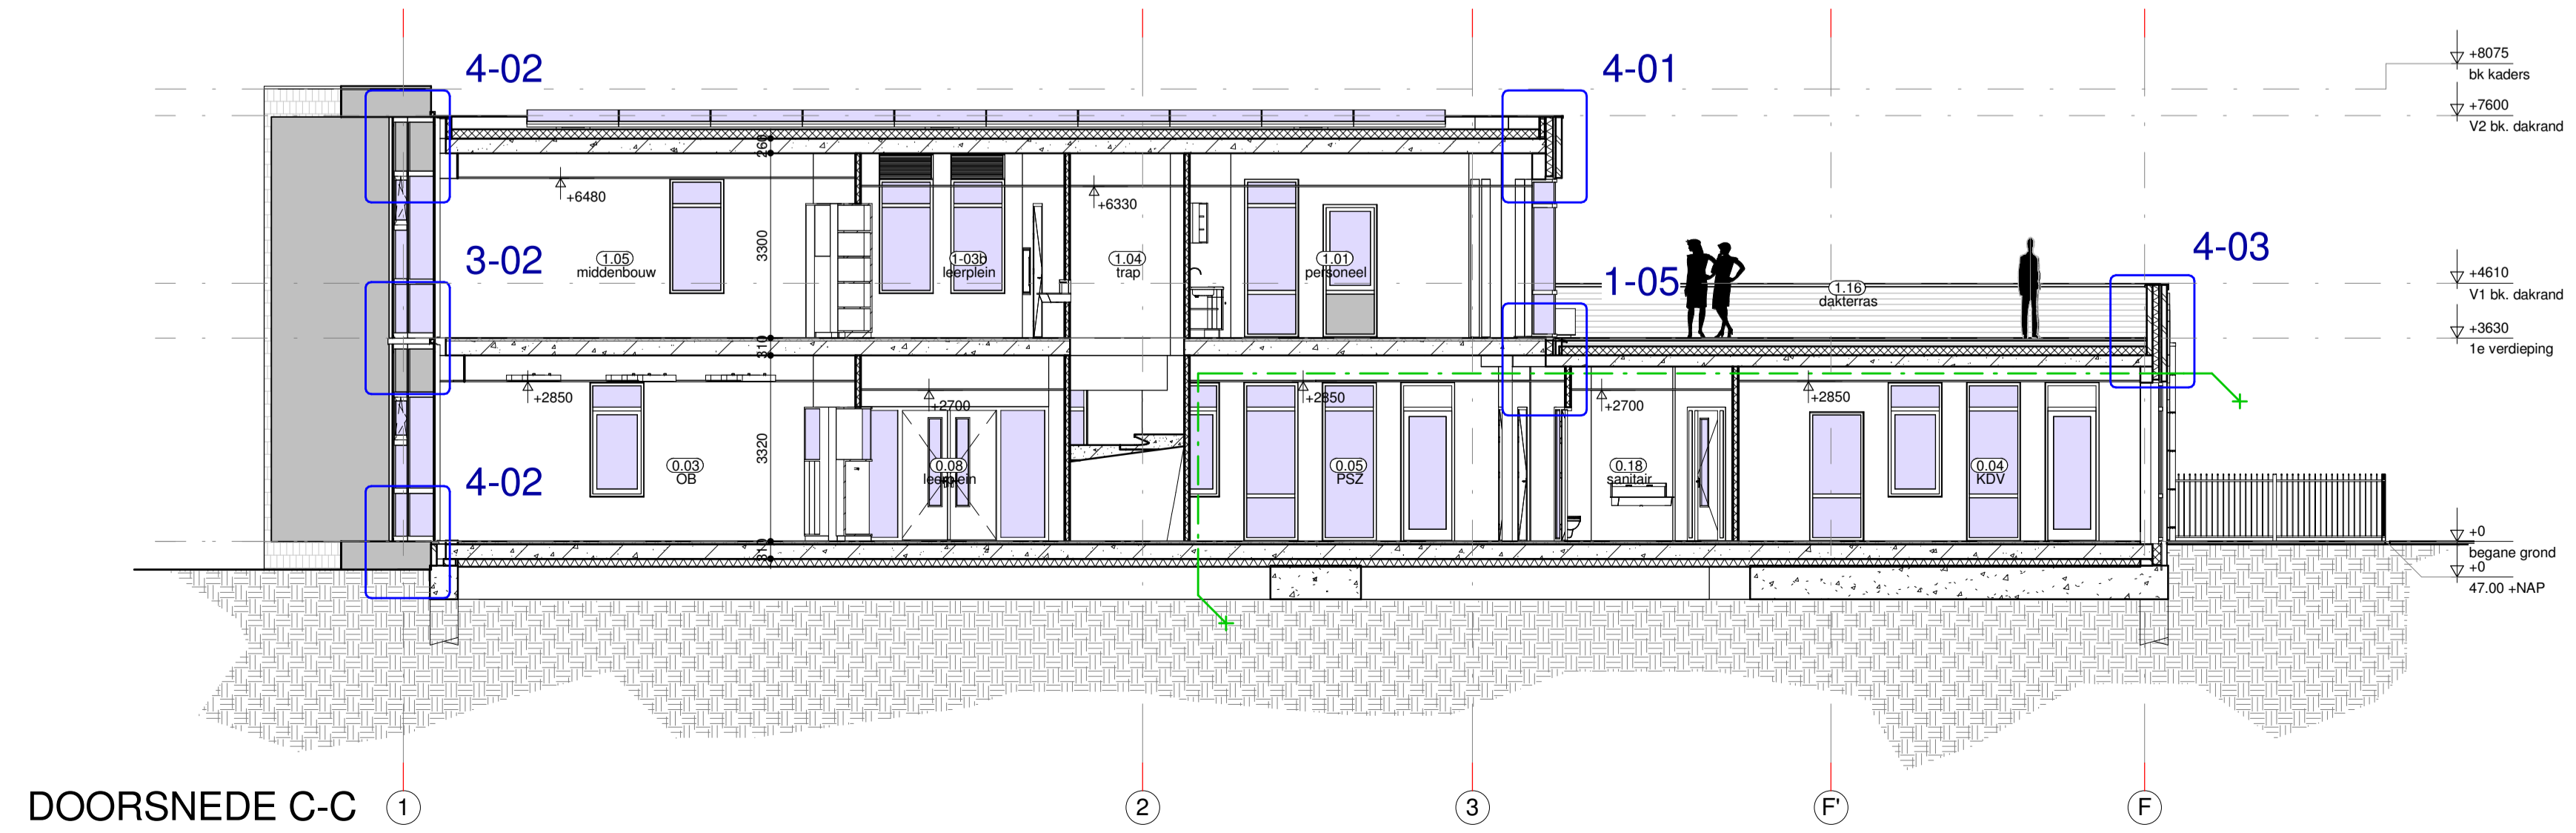 4-02
4-01
+8075
bk kaders
+7600
V2 bk. dakrand
260
+6480
+6330
3300
3-02
1.05
middenbouw
1-03b
leerplein
1.04
trap
1.01
personeel
1-05
1.16
dakterras
4-03
+4610
V1 bk. dakrand
+3630
1e verdieping
310
+2850
+2700
+2850
+2700
+2850
3320
4-02
0.03
OB
0.08
leerplein
0.05
PSZ
0.18
sanitair
0.04
KDV
310
+0
begane grond
+0
47.00 +NAP
DOORSNEDE C-C
1
2
3
F'
F